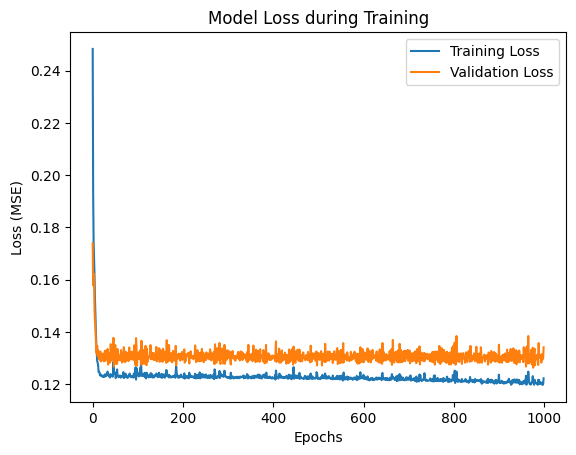 Model Loss during Training
Training Loss
Validation Loss
Loss (MSE)
0.24
0.22
0.20
0.18
0.16
0.14
0.12
0
200
400
600
800
1000
Epochs